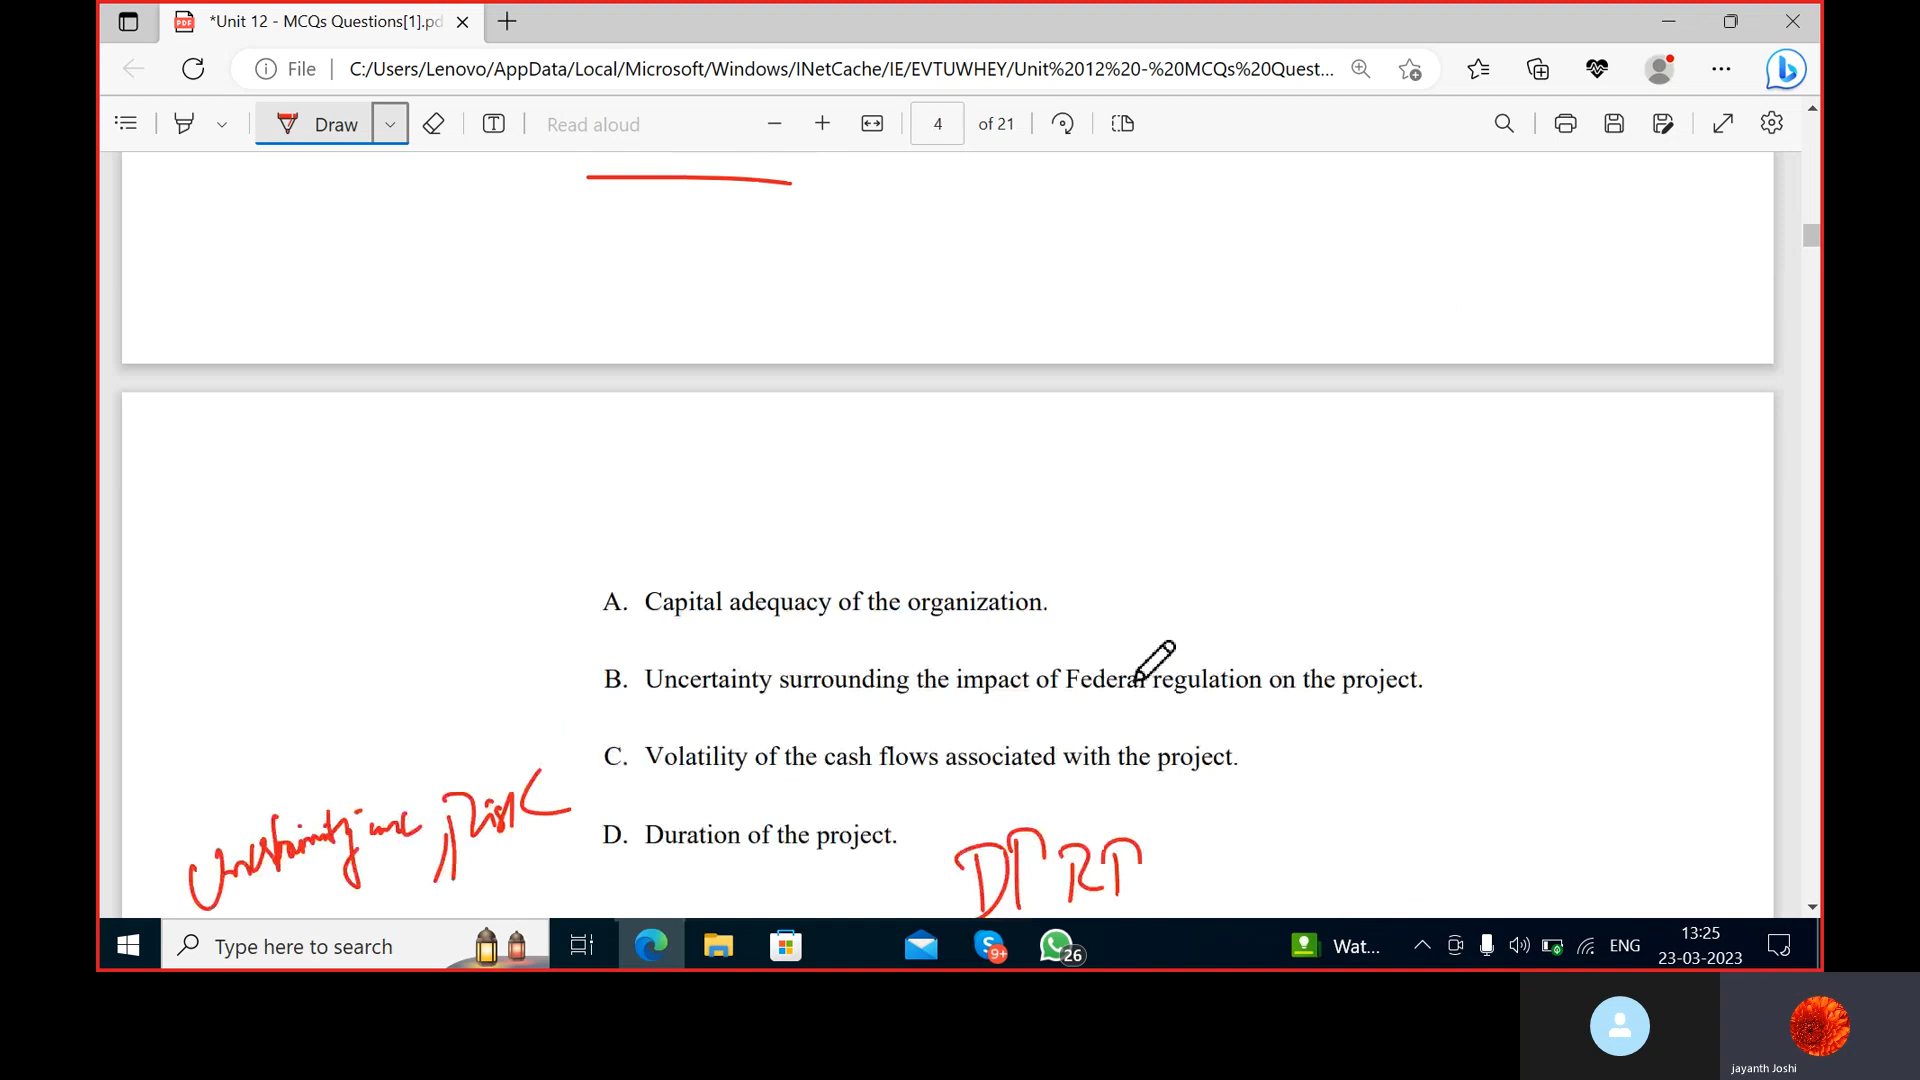 *Unit 12 - MCQs Questions[1].pd
File
C:/Users/Lenovo/AppData/Local/Microsoft/Windows/INetCache/IE/EVTUWHEY/Unit%2012%20-%20MCQs%20Quest...
Draw
Read aloud
4 of 21
A. Capital adequacy of the organization.
B. Uncertainty surrounding the impact of Federal regulation on the project.
C. Volatility of the cash flows associated with the project.
Risk
D. Duration of the project.
Type here to search
9+
26
Wat...
ENG
13:25
23-03-2023
jayanth Joshi